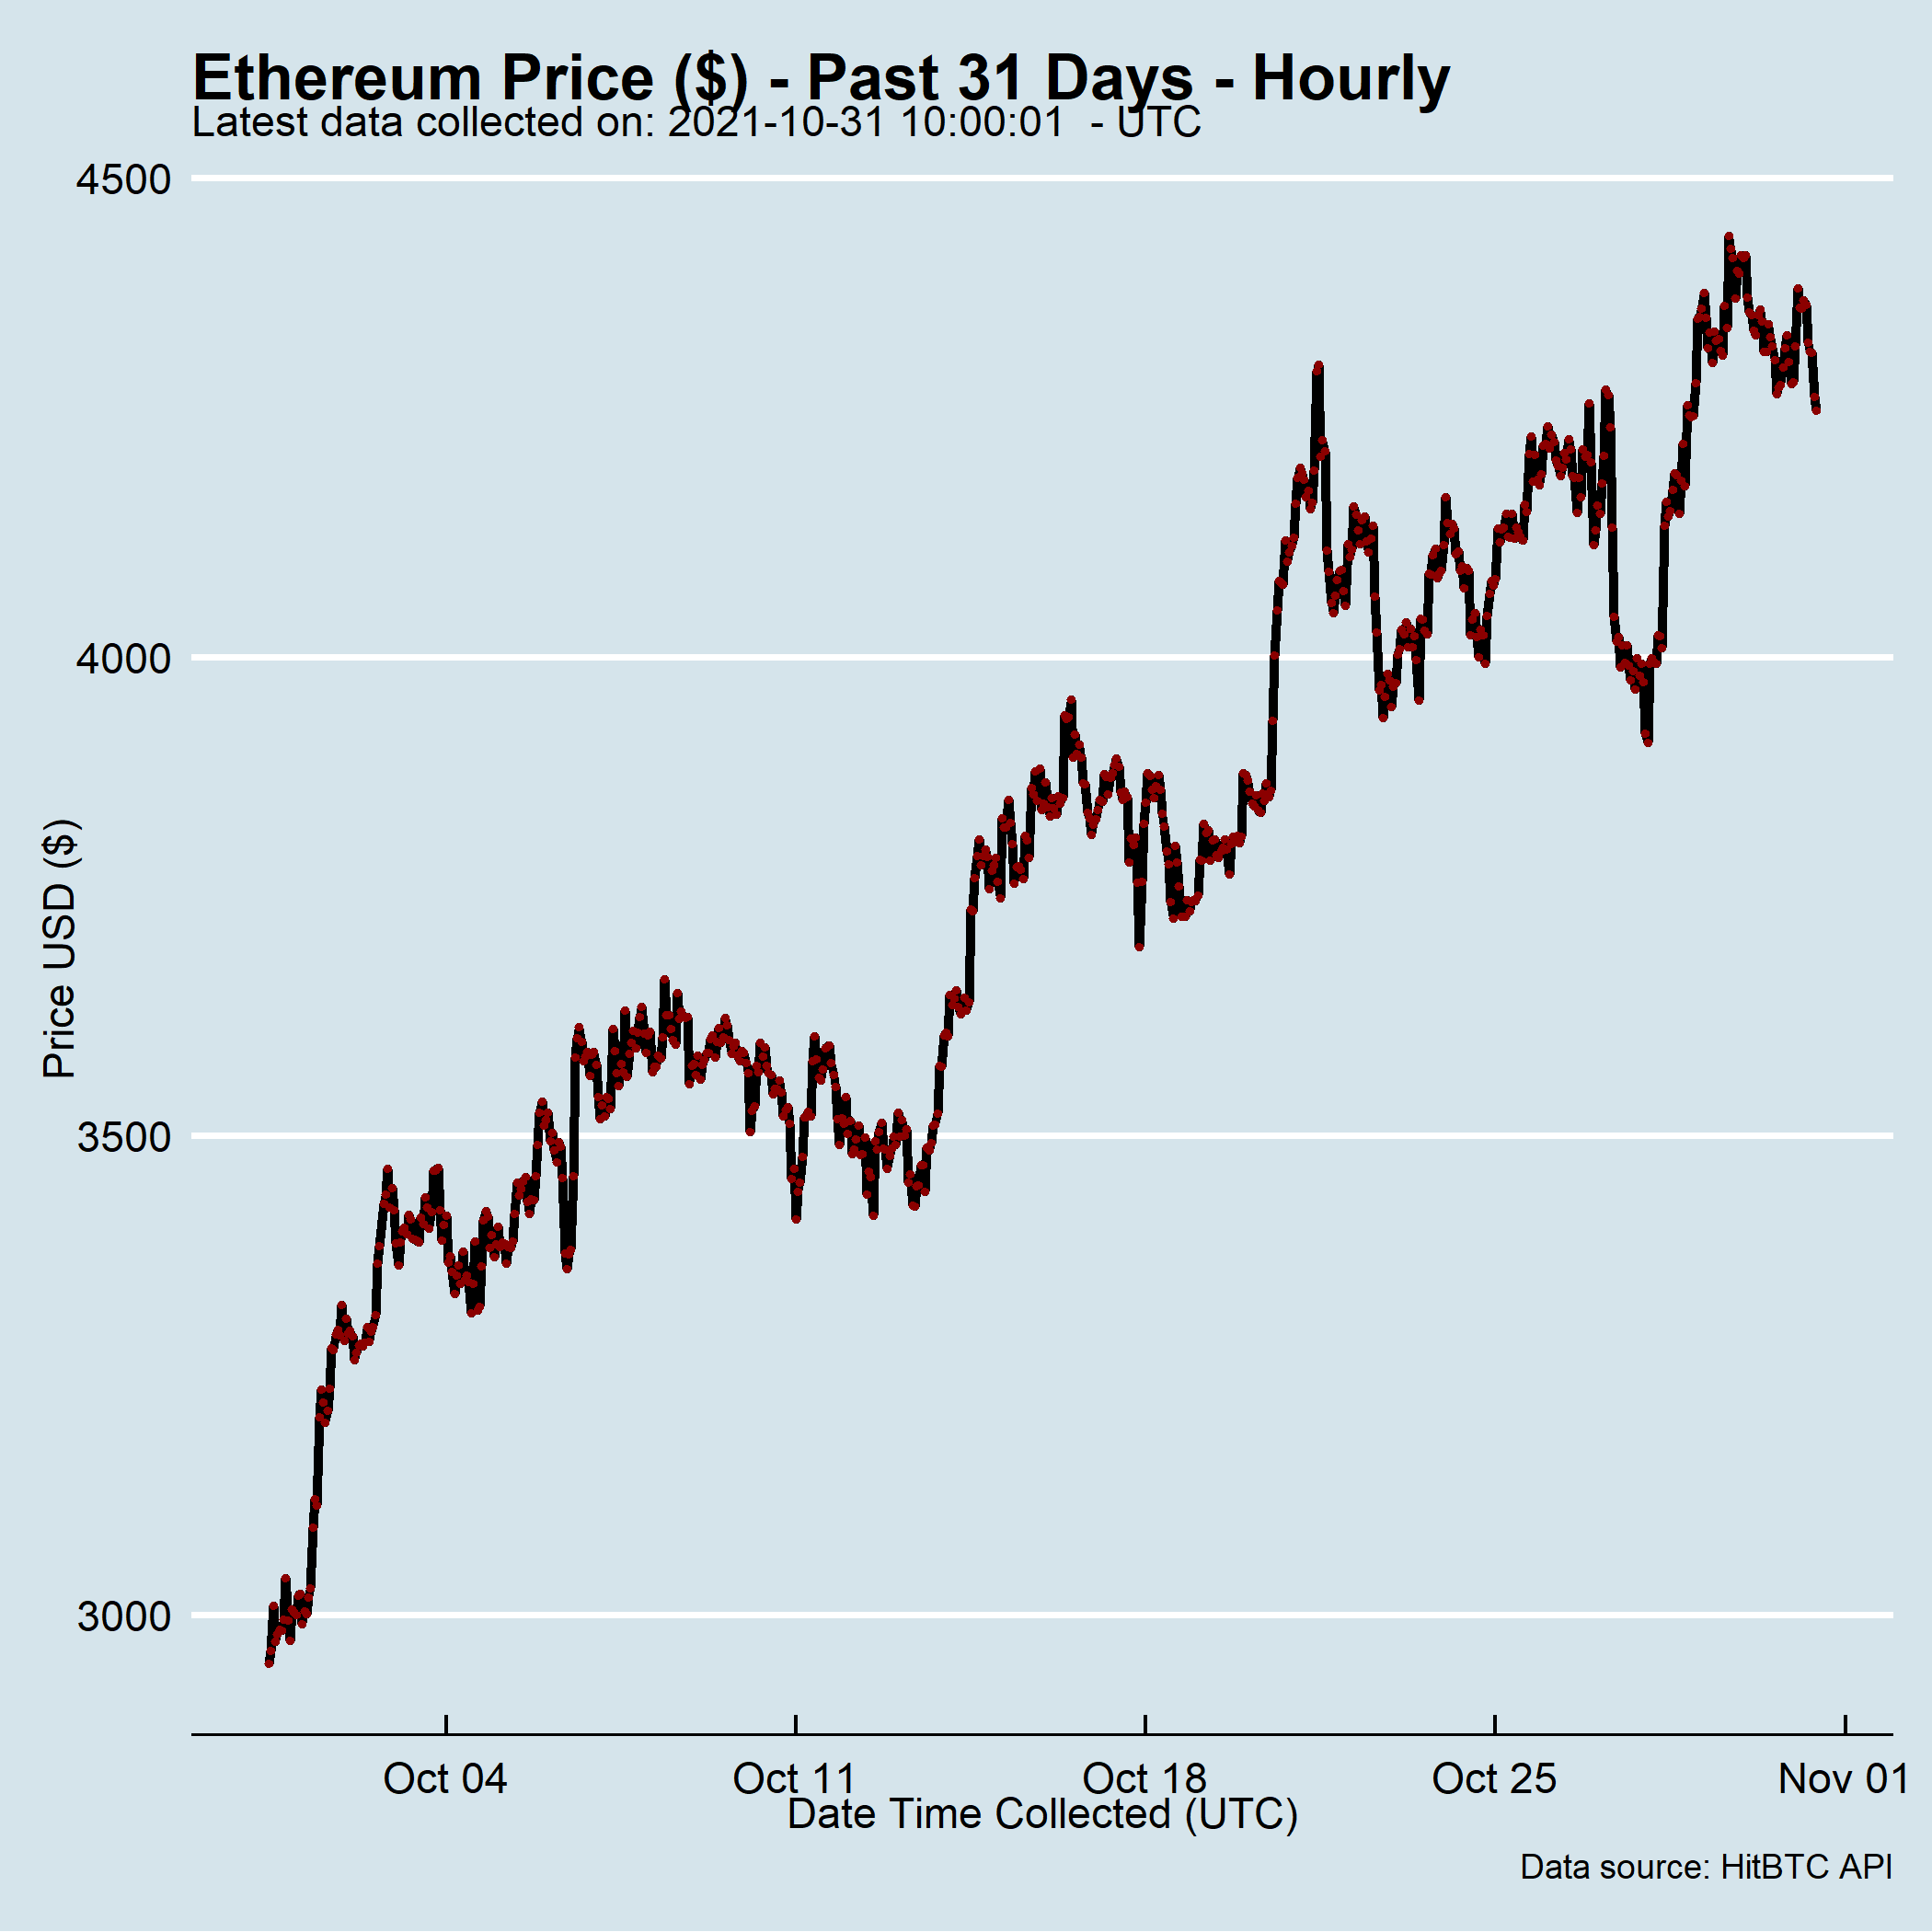 Ethereum Price ($) - Past 31 Days - Hourly
Latest data collected on: 2021-10-31 10:00:01  - UTC
4500
4000
3500
3000
Price USD ($)
Oct 04
Oct 11
Oct 18
Oct 25
Nov 01
Date Time Collected (UTC)
Data source: HitBTC API